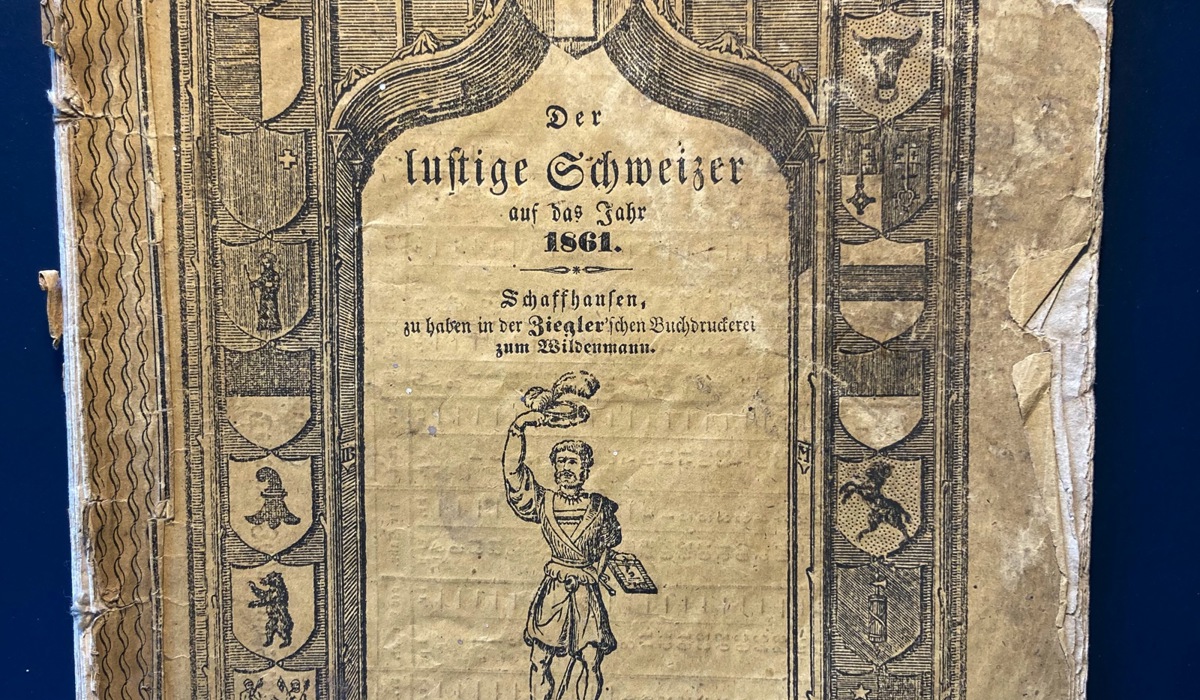 Der
lustige Schweizer
auf das Jahr
1861.
Schaffhausen,
zu haben in der Ziegler'schen Buchdruckerei
zum Wildenmann.